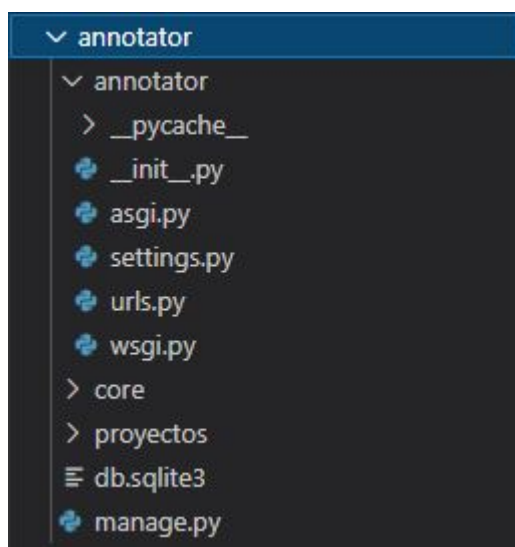 annotator
annotator
__pycache__
__init__.py
asgi.py
settings.py
urls.py
wsgi.py
core
proyectos
db.sqlite3
manage.py